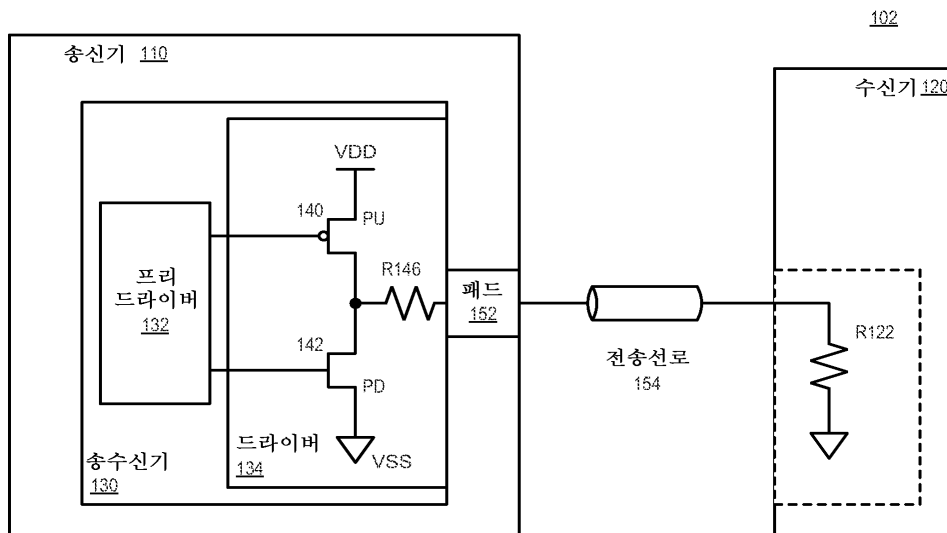 102
송신기 110
수신기 120
VDD
140
PU
R146
프리
드라이버
132
패드
152
142
PD
R122
전송선로
154
드라이버
134
VSS
송수신기
130